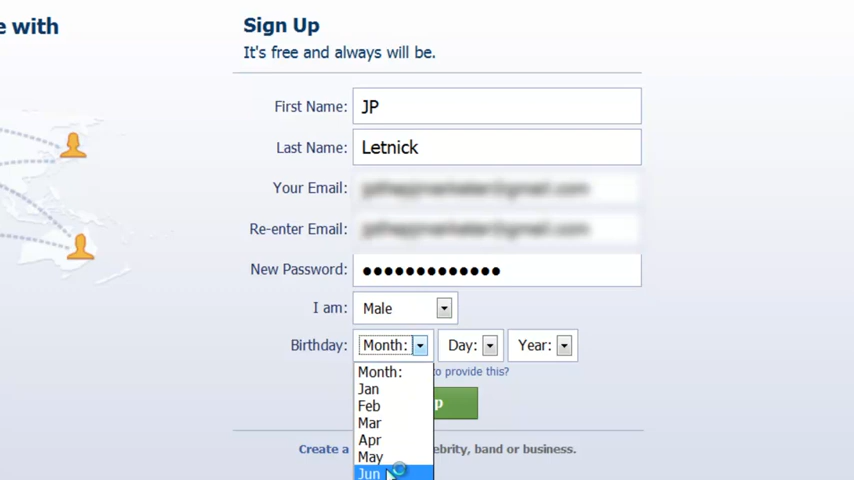 e with
Sign Up
It's free and always will be.
First Name: JP
Last Name: Letnick
Your Email:
Re-enter Email:
New Password: •••••••••••••
I am: Male
Birthday: Month: Day: Year:
Month:
to provide this?
Jan
Feb
p
Mar
Apr
Create a
ebrity, band or business.
May
Jun